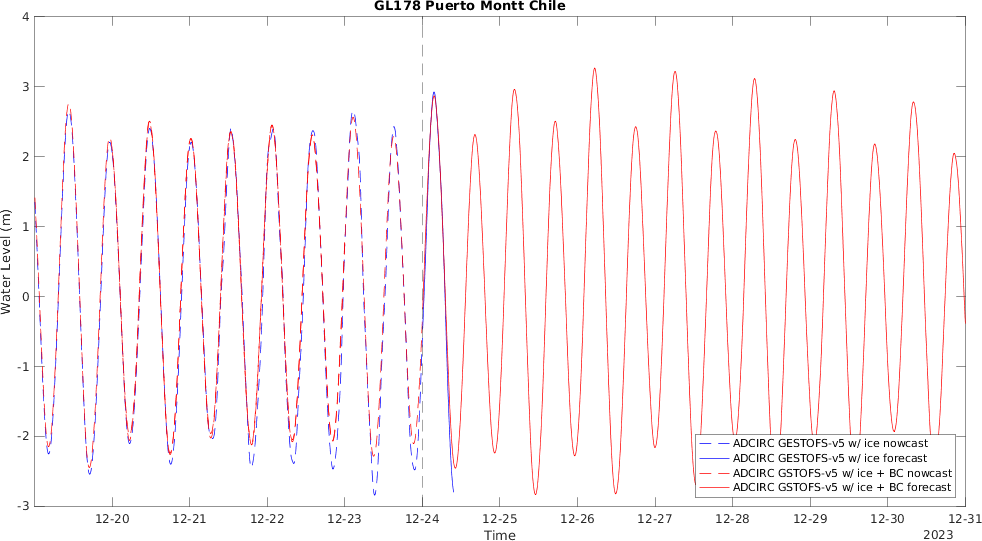 GL178 Puerto Montt Chile
4
3
2
1
0
-1
-2
-3
Water Level (m)
ADCIRC GESTOFS-v5 w/ ice nowcast
ADCIRC GESTOFS-v5 w/ ice forecast
ADCIRC GSTOFS-v5 w/ ice + BC nowcast
ADCIRC GSTOFS-v5 w/ ice + BC forecast
12-20 12-21 12-22 12-23 12-24 12-25 12-26 12-27 12-28 12-29 12-30 12-31
Time
2023